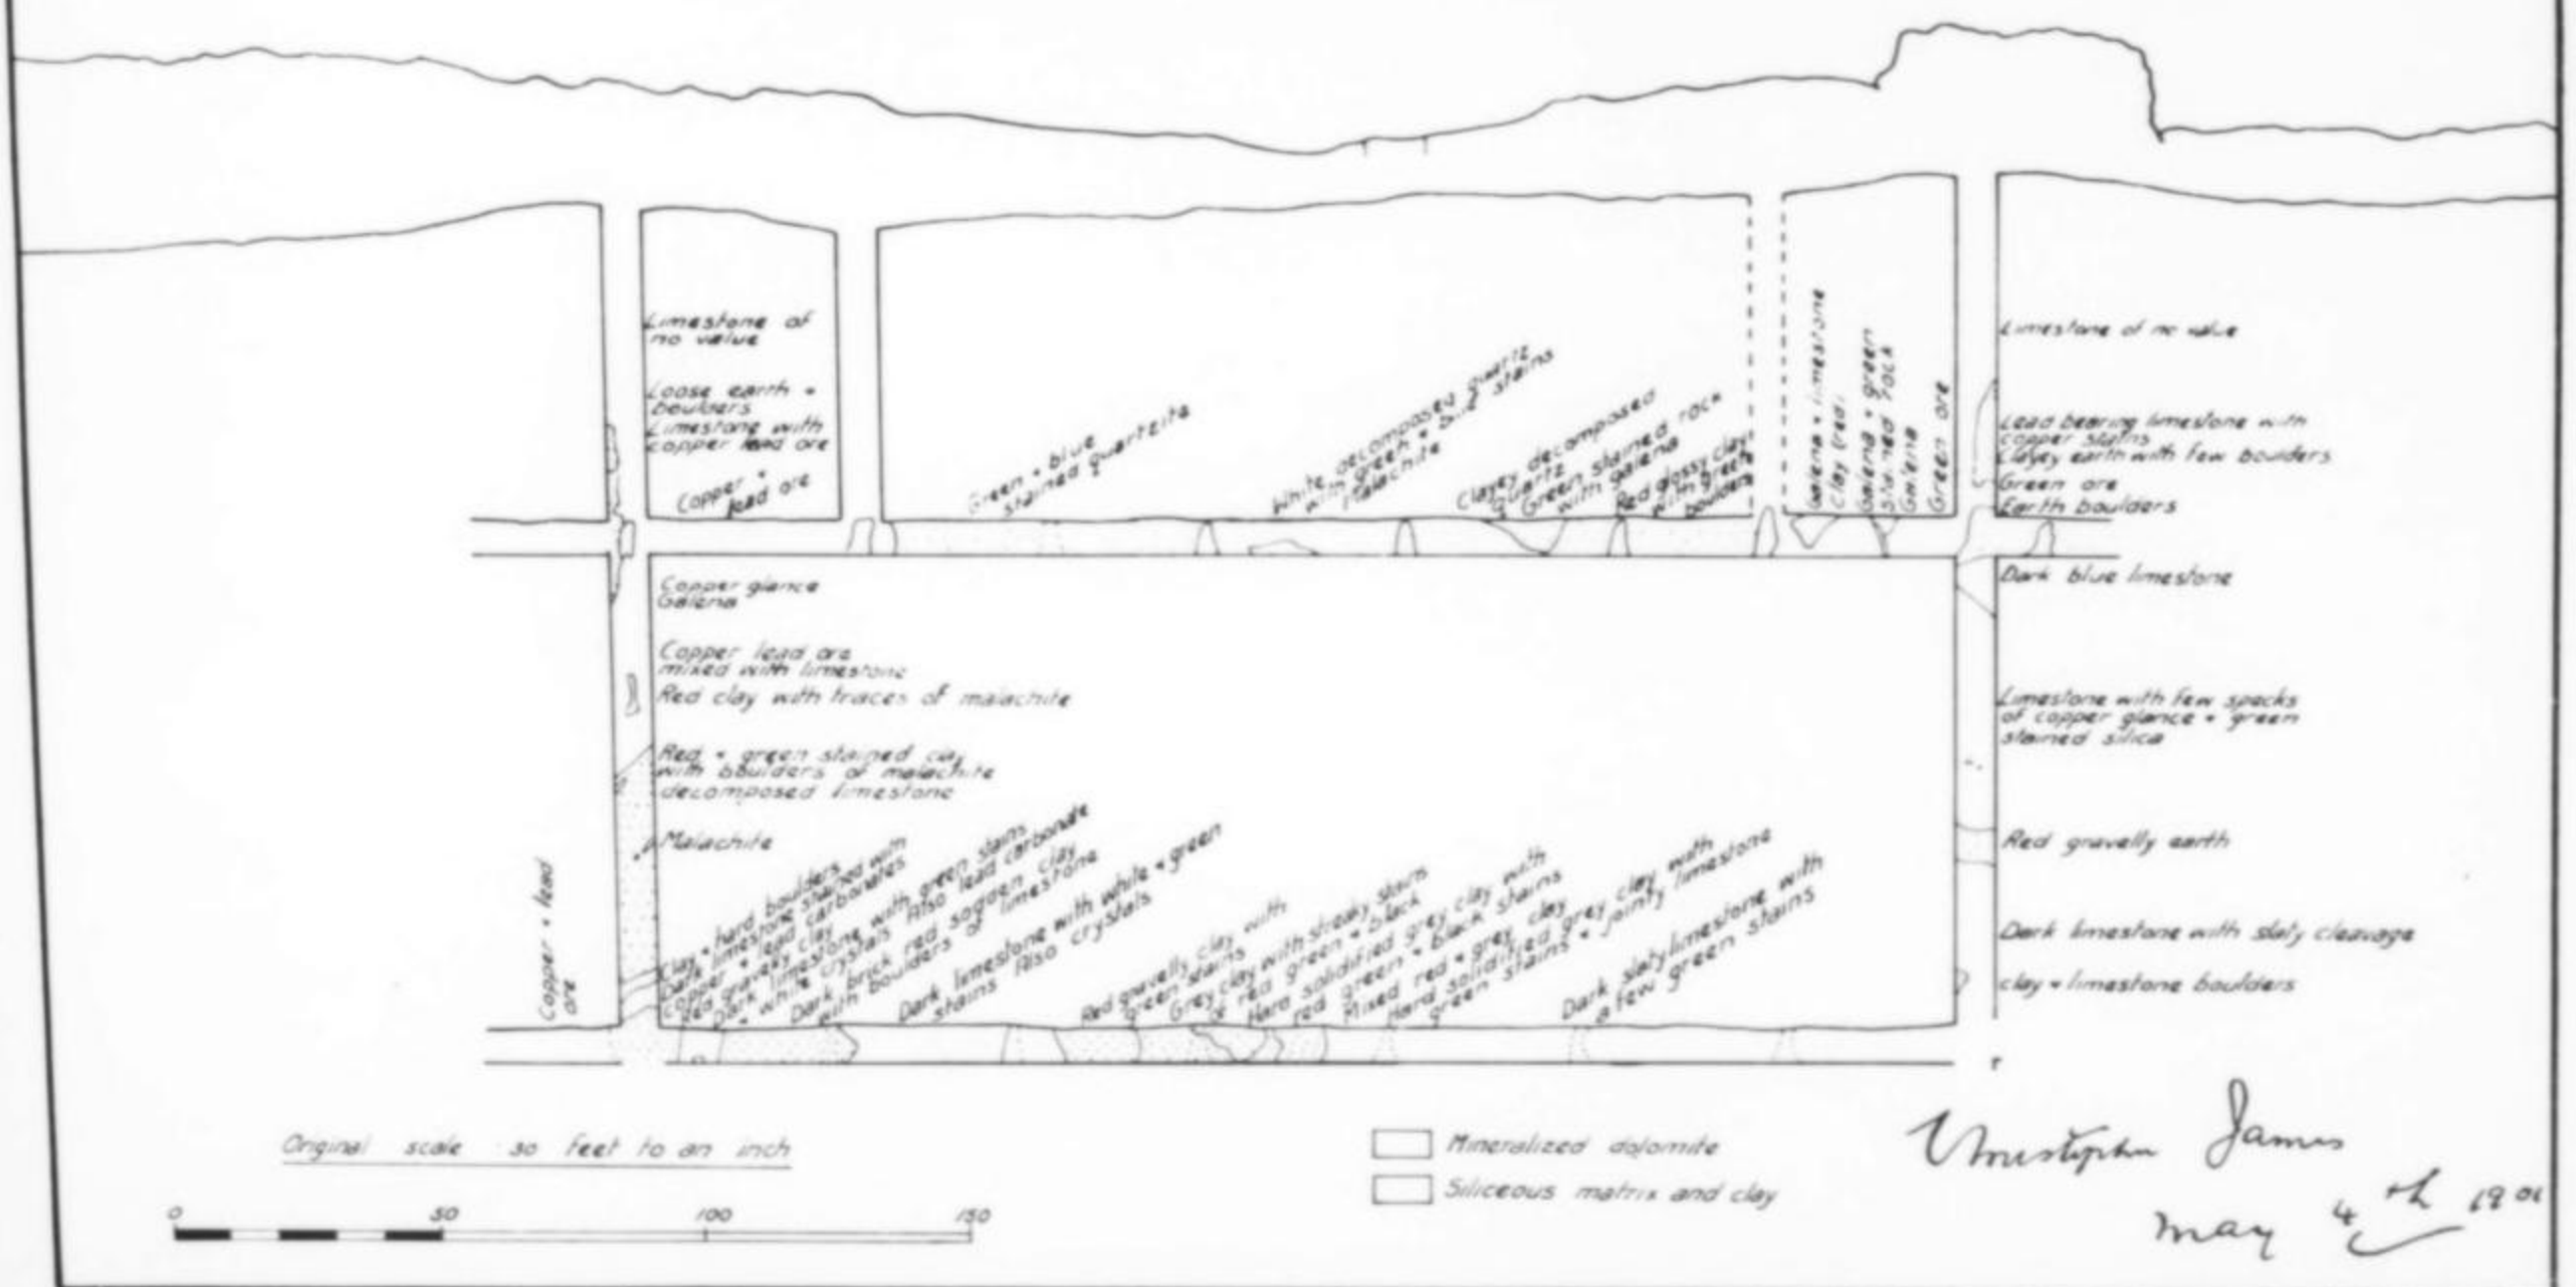 Limestone of
no value
Loose earth +
boulders
Limestone with
copper lead ore
Copper +
lead ore
Green + blue
stained quartzite
White decomposed quartz
with green + blue stains
Malachite
Clayey decomposed
quartz
Green stained rock
with galena
Red glossy clay
with green
boulders
Galena + limestone
Clay (red)
Galena + green
stained rock
Galena
Green ore
Limestone of no value
Lead bearing limestone with
copper stains
Clayey earth with few boulders
Green ore
Earth boulders
Dark blue limestone
Limestone with few specks
of copper glance + green
stained silica
Red gravelly earth
Dark limestone with slaty cleavage
clay + limestone boulders
Copper glance
Galena
Copper lead ore
mixed with limestone
Red clay with traces of malachite
Red + green stained clay
with boulders of malachite
decomposed limestone
Malachite
Copper + lead
ore
Clay + hard boulders
Dark limestone stained with
copper + lead carbonates
Red gravelly clay
Dark limestone with green stains
+ white crystals Also lead carbonate
Dark brick red soggen clay
with boulders of limestone
Dark limestone with white + green
stains Also crystals
Red gravelly clay with
green stains
Grey clay with streaky stains
of red green + black
Hard solidified grey clay with
red green + black stains
Mixed red + grey clay
Hard solidified grey clay with
green stains + jointy limestone
Dark slaty limestone with
a few green stains
Original scale 30 feet to an inch
0 50 100 150
Mineralized dolomite
Siliceous matrix and clay
Christopher James
May 4th 1901